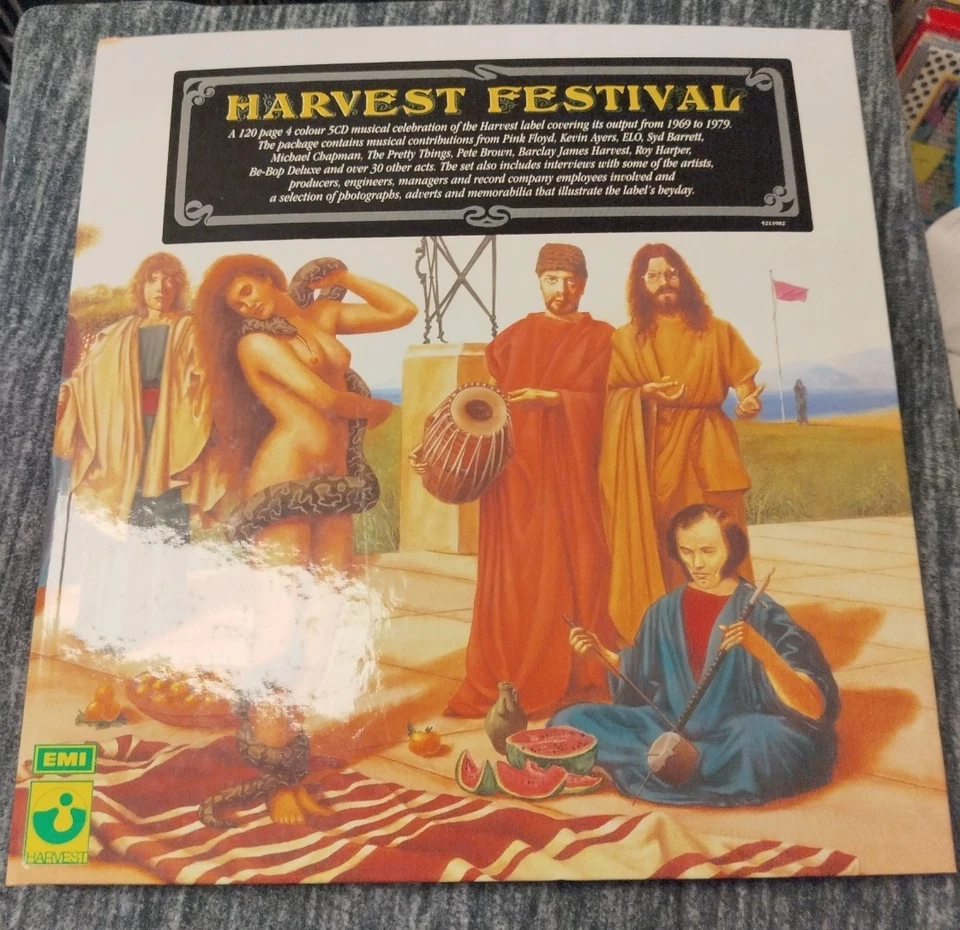 HARVEST FESTIVAL
A 120 page 4 colour 5CD musical celebration of the Harvest label covering its output from 1969 to 1979.
The package contains musical contributions from Pink Floyd, Kevin Ayers, ELO, Syd Barrett,
Michael Chapman, The Pretty Things, Pete Brown, Barclay James Harvest, Roy Harper,
Be-Bop Deluxe and over 30 other acts. The set also includes interviews with some of the artists,
producers, engineers, managers and record company employees involved and
a selection of photographs, adverts and memorabilia that illustrate the label's heyday.
EMI
HARVEST